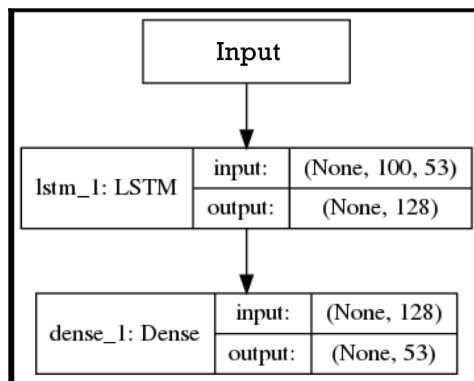 Input
lstm_1: LSTM
input:
(None, 100, 53)
output:
(None, 128)
dense_1: Dense
input:
(None, 128)
output:
(None, 53)